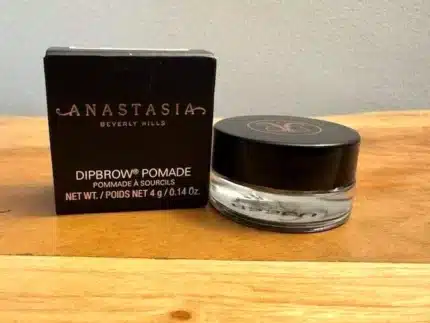 ANASTASIA
BEVERLY HILLS
DIPBROW® POMADE
POMMADE À SOURCILS
NET WT. / POIDS NET 4 g / 0.14 Oz.